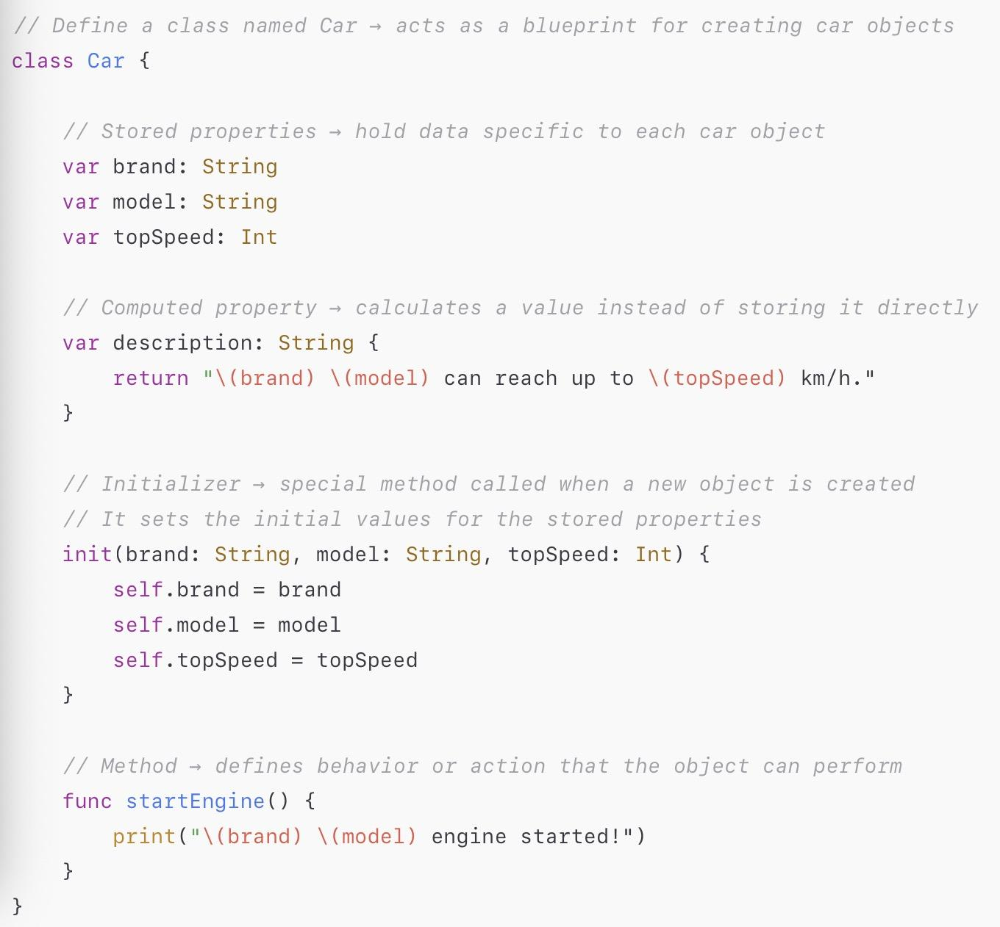 // Define a class named Car → acts as a blueprint for creating car objects
class Car {
    // Stored properties → hold data specific to each car object
    var brand: String
    var model: String
    var topSpeed: Int
    // Computed property → calculates a value instead of storing it directly
    var description: String {
        return "\(brand) \(model) can reach up to \(topSpeed) km/h."
    }
    // Initializer → special method called when a new object is created
    // It sets the initial values for the stored properties
    init(brand: String, model: String, topSpeed: Int) {
        self.brand = brand
        self.model = model
        self.topSpeed = topSpeed
    }
    // Method → defines behavior or action that the object can perform
    func startEngine() {
        print("\(brand) \(model) engine started!")
    }
}